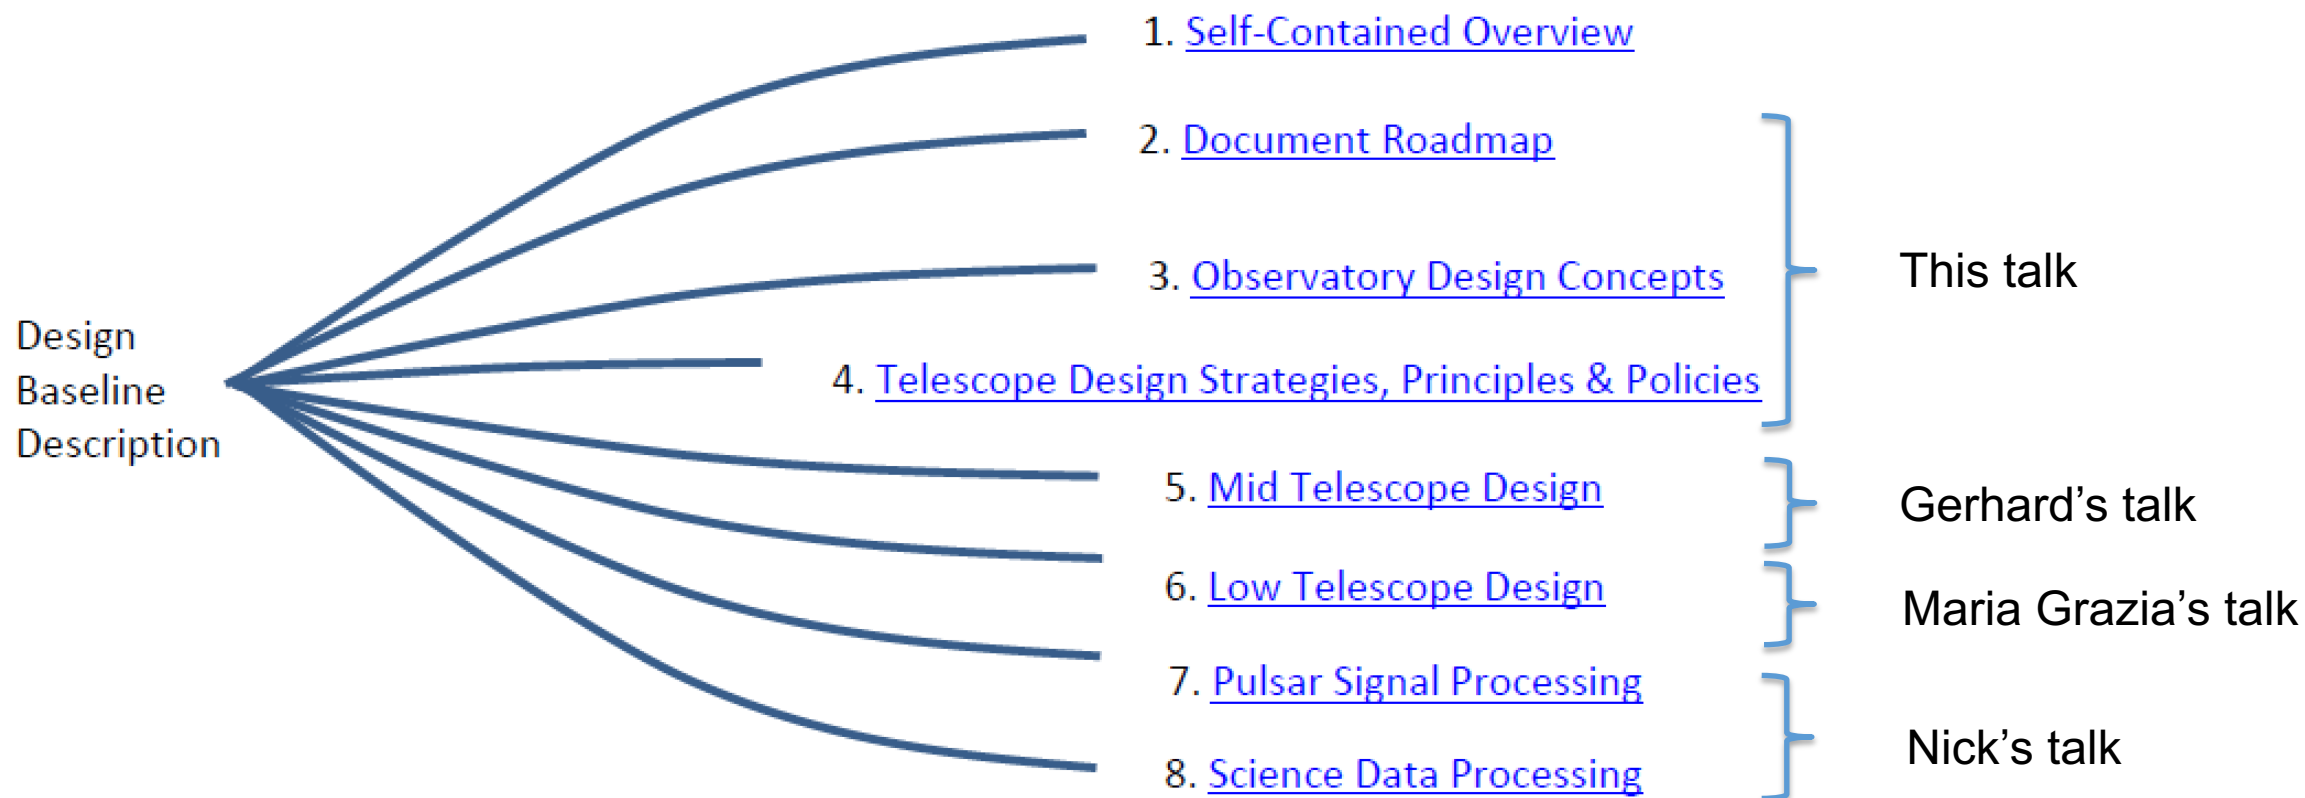 1. Self-Contained Overview
2. Document Roadmap
3. Observatory Design Concepts
This talk
Design
Baseline
Description
4. Telescope Design Strategies, Principles & Policies
5. Mid Telescope Design
Gerhard’s talk
6. Low Telescope Design
Maria Grazia’s talk
7. Pulsar Signal Processing
8. Science Data Processing
Nick’s talk